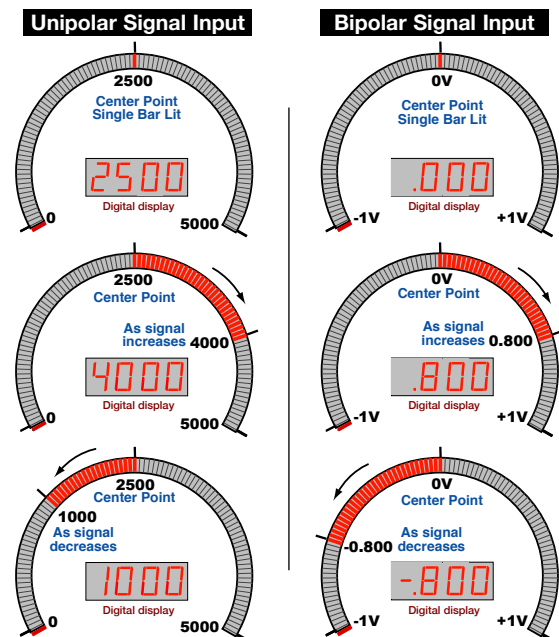 Unipolar Signal Input
2500
Center Point
Single Bar Lit
2500
Digital display
0
5000
2500
Center Point
As signal
increases 4000
4000
Digital display
0
5000
2500
Center Point
1000
As signal
decreases
1000
Digital display
0
5000
Bipolar Signal Input
0V
Center Point
Single Bar Lit
.000
Digital display
-1V
+1V
0V
Center Point
As signal
increases 0.800
.800
Digital display
-1V
+1V
0V
Center Point
As signal
-0.800 decreases
-.800
Digital display
-1V
+1V